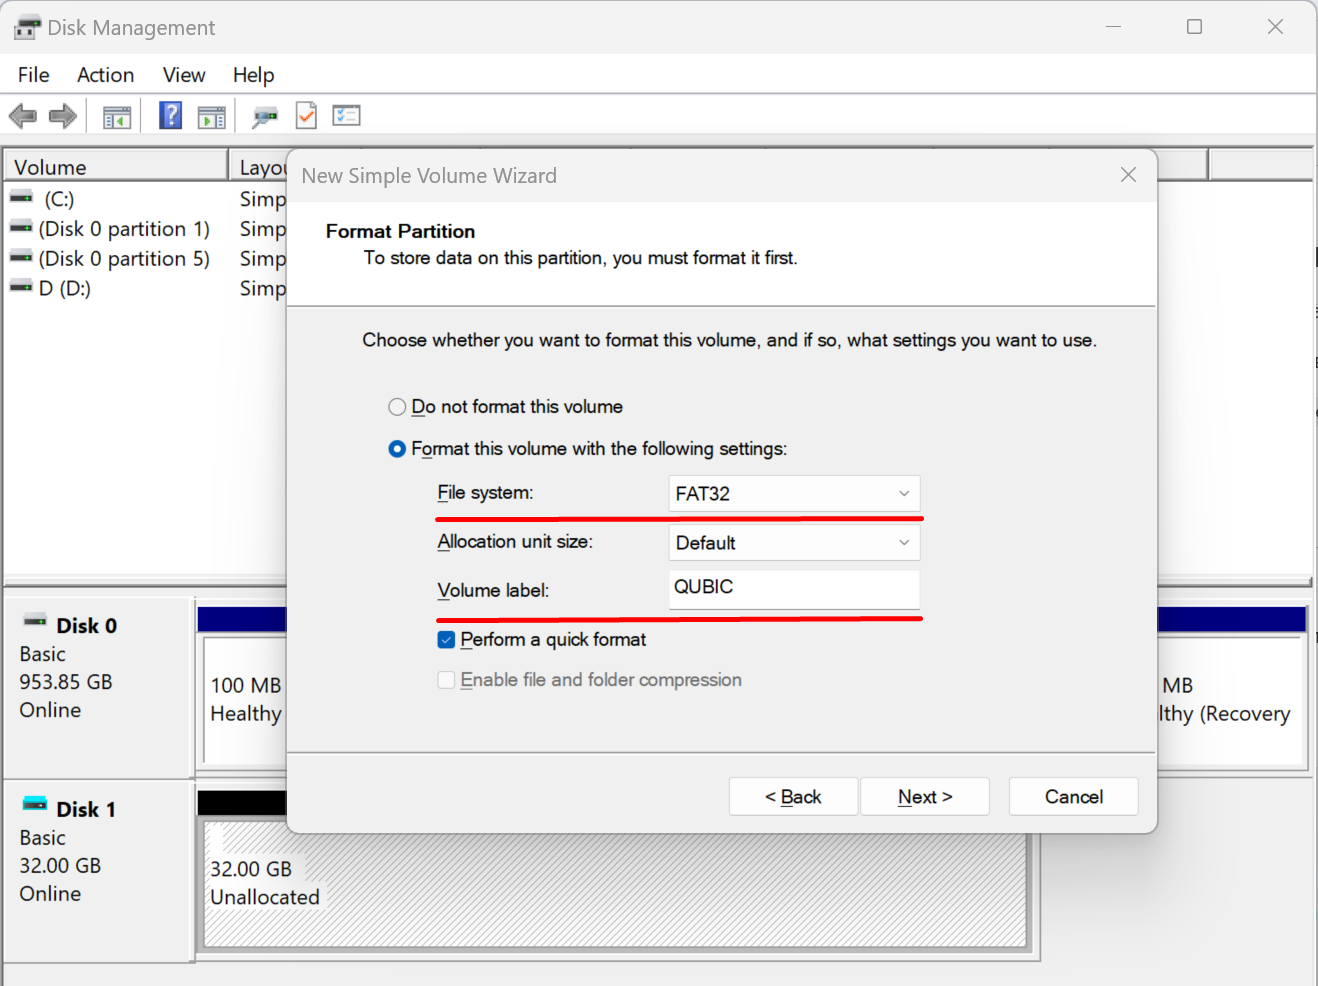 Disk Management
File Action View Help
Volume Layou
(C:) Simp
(Disk 0 partition 1) Simp
(Disk 0 partition 5) Simp
D (D:) Simp
New Simple Volume Wizard
Format Partition
To store data on this partition, you must format it first.
Choose whether you want to format this volume, and if so, what settings you want to use.
Do not format this volume
Format this volume with the following settings:
File system: FAT32
Allocation unit size: Default
Volume label: QUBIC
Perform a quick format
Enable file and folder compression
< Back Next > Cancel
Disk 0
Basic
953.85 GB
Online
100 MB
Healthy
MB
lthy (Recovery
Disk 1
Basic
32.00 GB
Online
32.00 GB
Unallocated